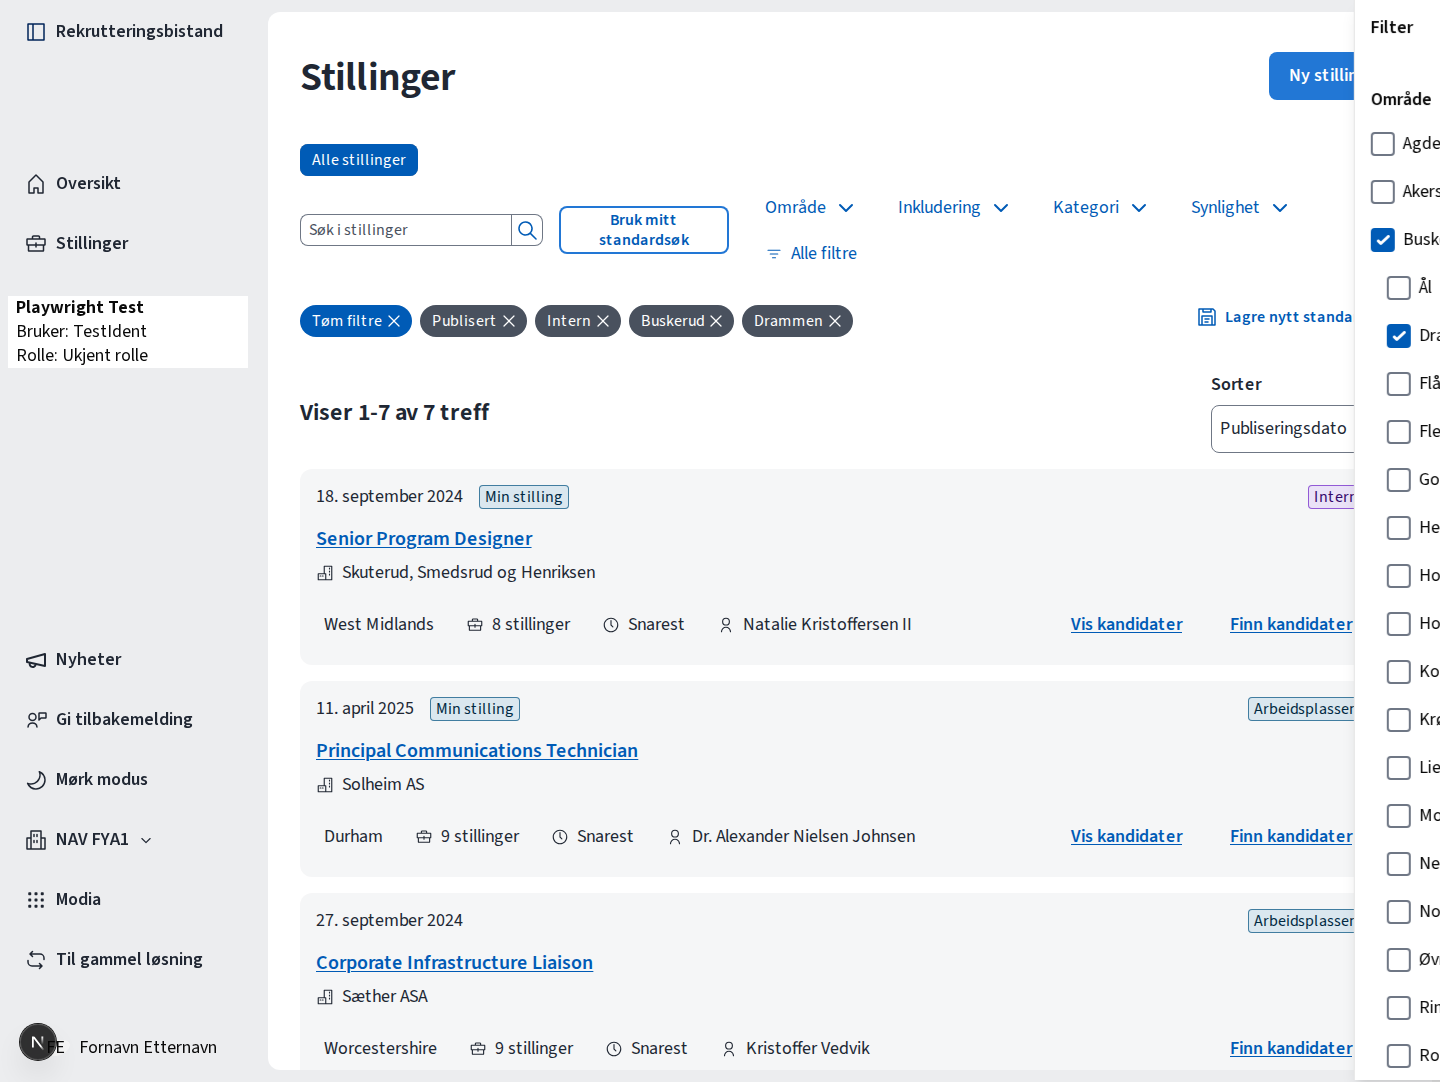 Rekrutteringsbistand
Oversikt
Stillinger
Playwright Test
Bruker: TestIdent
Rolle: Ukjent rolle
Nyheter
Gi tilbakemelding
Mørk modus
NAV FYA1
Modia
Til gammel løsning
N
FE Fornavn Etternavn
Stillinger
Alle stillinger
Søk i stillinger
Bruk mitt
standardsøk
Område
Inkludering
Kategori
Synlighet
Alle filtre
Tøm filtre
Publisert
Intern
Buskerud
Drammen
Lagre nytt standa
Viser 1-7 av 7 treff
Sorter
Publiseringsdato
18. september 2024 Min stilling Intern
Senior Program Designer
Skuterud, Smedsrud og Henriksen
West Midlands 8 stillinger Snarest Natalie Kristoffersen II Vis kandidater Finn kandidater
11. april 2025 Min stilling Arbeidsplassen
Principal Communications Technician
Solheim AS
Durham 9 stillinger Snarest Dr. Alexander Nielsen Johnsen Vis kandidater Finn kandidater
27. september 2024 Arbeidsplassen
Corporate Infrastructure Liaison
Sæther ASA
Worcestershire 9 stillinger Snarest Kristoffer Vedvik Finn kandidater
Ny stillin
Filter
Område
Agde
Akers
Busk
Ål
Dra
Flå
Fle
Go
He
Ho
Ho
Ko
Krø
Lie
Mo
Ne
No
Øv
Rin
Ro